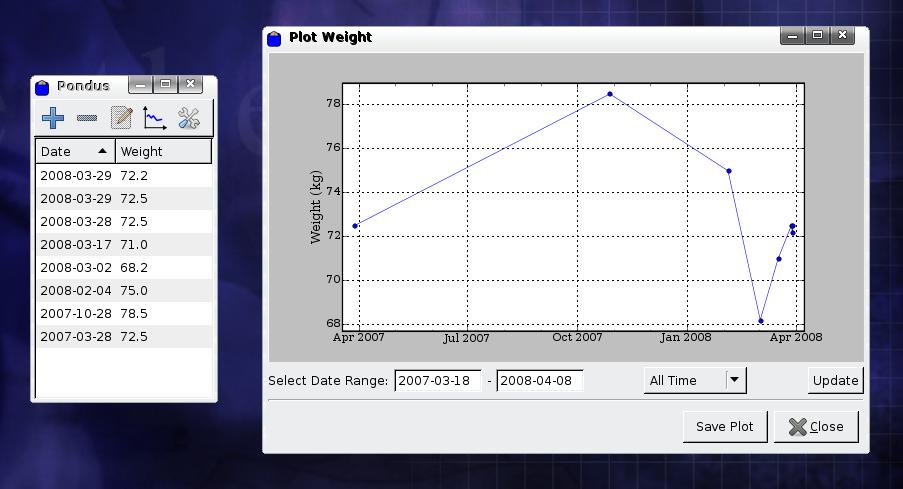 Pondus
Date Weight
2008-03-29 72.2
2008-03-29 72.5
2008-03-28 72.5
2008-03-17 71.0
2008-03-02 68.2
2008-02-04 75.0
2007-10-28 78.5
2007-03-28 72.5
Plot Weight
Weight (kg)
78
76
74
72
70
68
Apr 2007 Jul 2007 Oct 2007 Jan 2008 Apr 2008
Select Date Range: 2007-03-18 - 2008-04-08 All Time Update
Save Plot Close